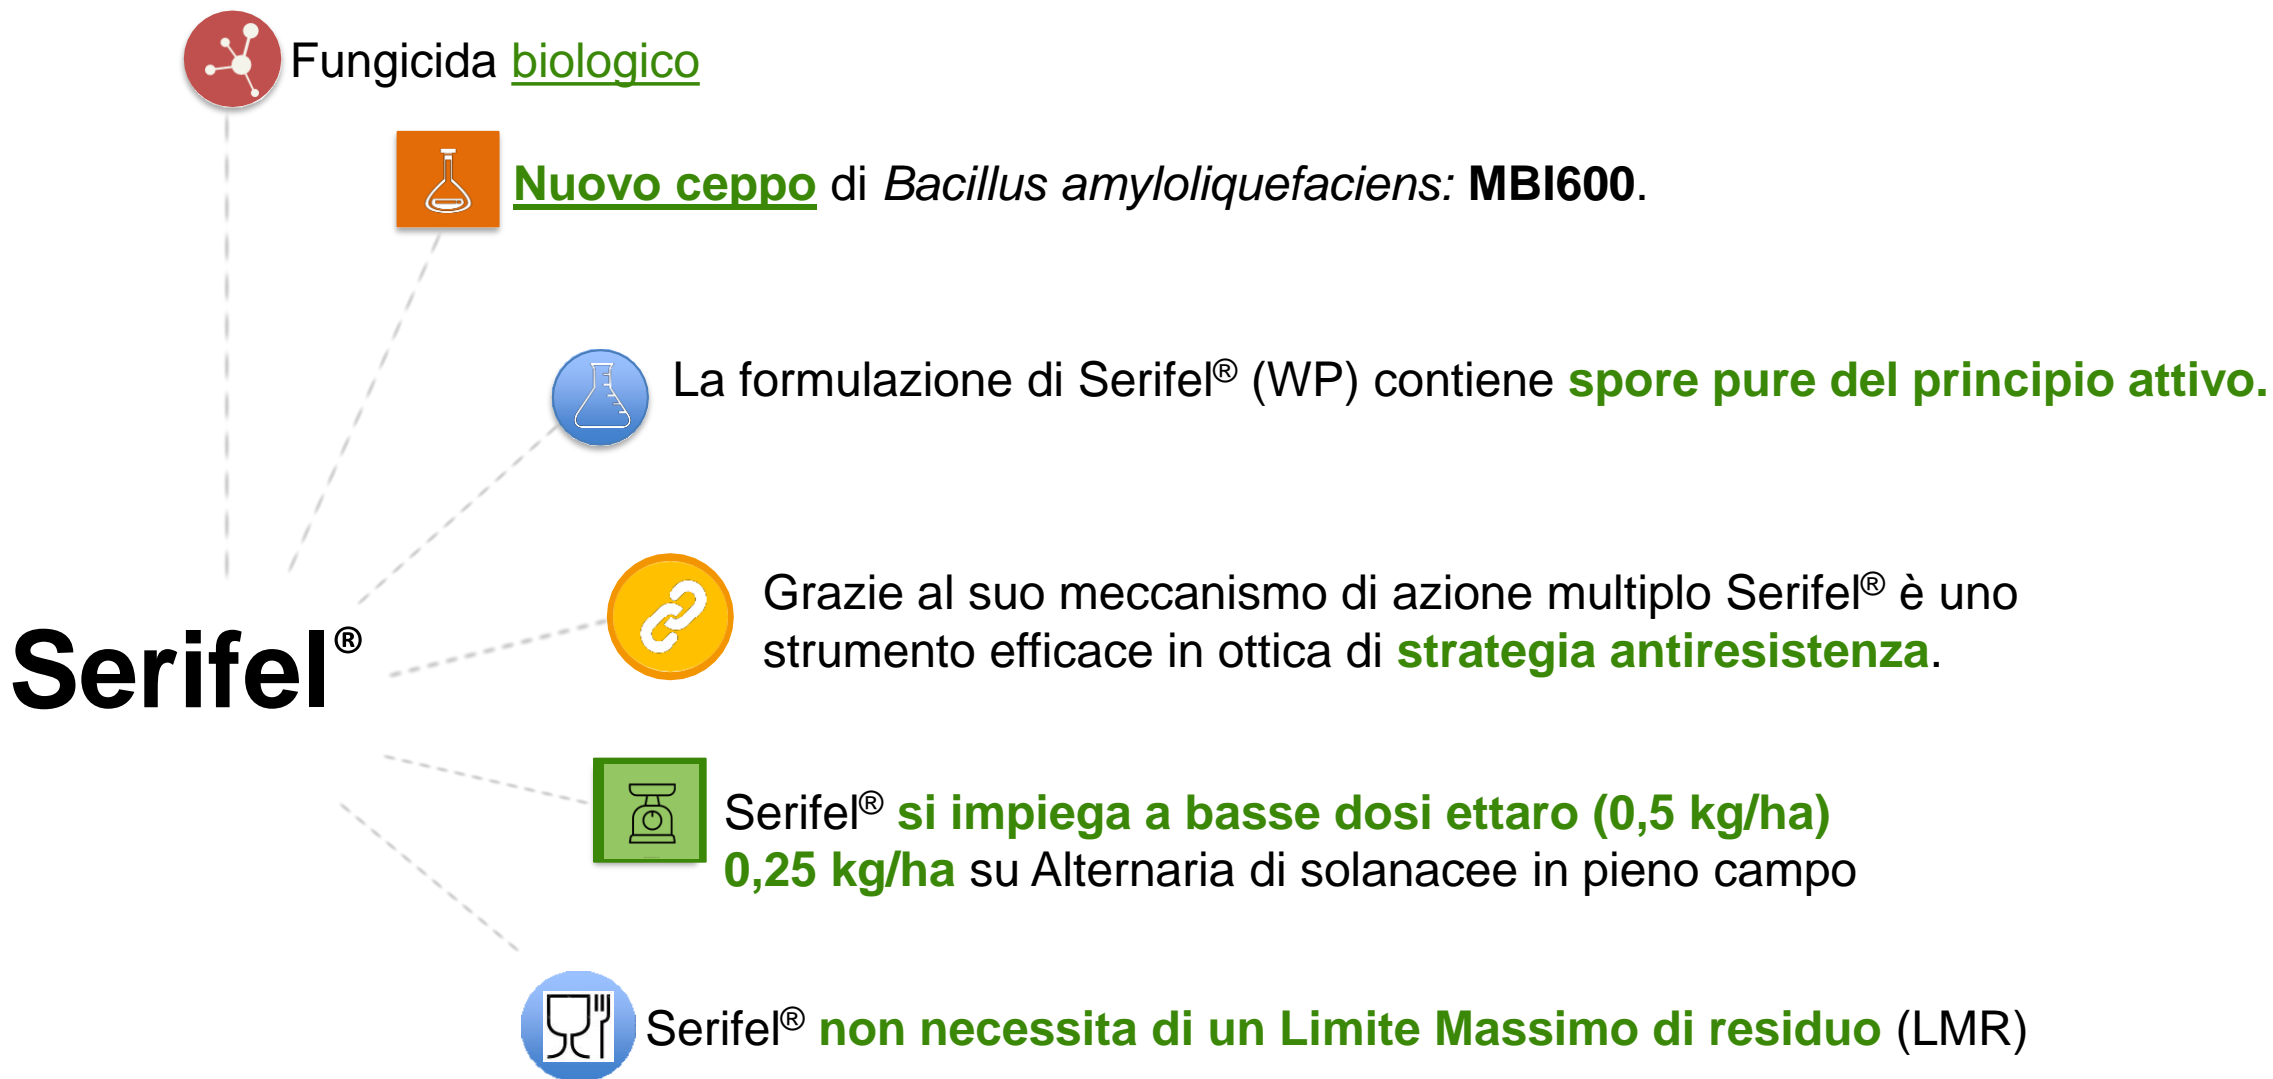 Fungicida biologico
Nuovo ceppo di Bacillus amyloliquefaciens: MBI600.
La formulazione di Serifel® (WP) contiene spore pure del principio attivo.
Grazie al suo meccanismo di azione multiplo Serifel® è uno
strumento efficace in ottica di strategia antiresistenza.
Serifel®
Serifel® si impiega a basse dosi ettaro (0,5 kg/ha)
0,25 kg/ha su Alternaria di solanacee in pieno campo
Serifel® non necessita di un Limite Massimo di residuo (LMR)